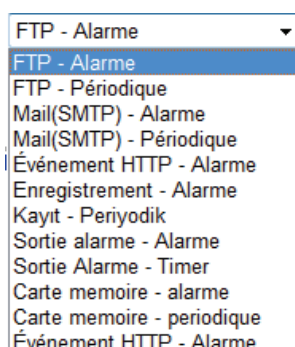 FTP - Alarme
FTP - Alarme
FTP - Périodique
Mail(SMTP) - Alarme
Mail(SMTP) - Périodique
Événement HTTP - Alarme
Enregistrement - Alarme
Kayıt - Periyodik
Sortie alarme - Alarme
Sortie Alarme - Timer
Carte memoire - alarme
Carte memoire - periodique
Événement HTTP - Alarme